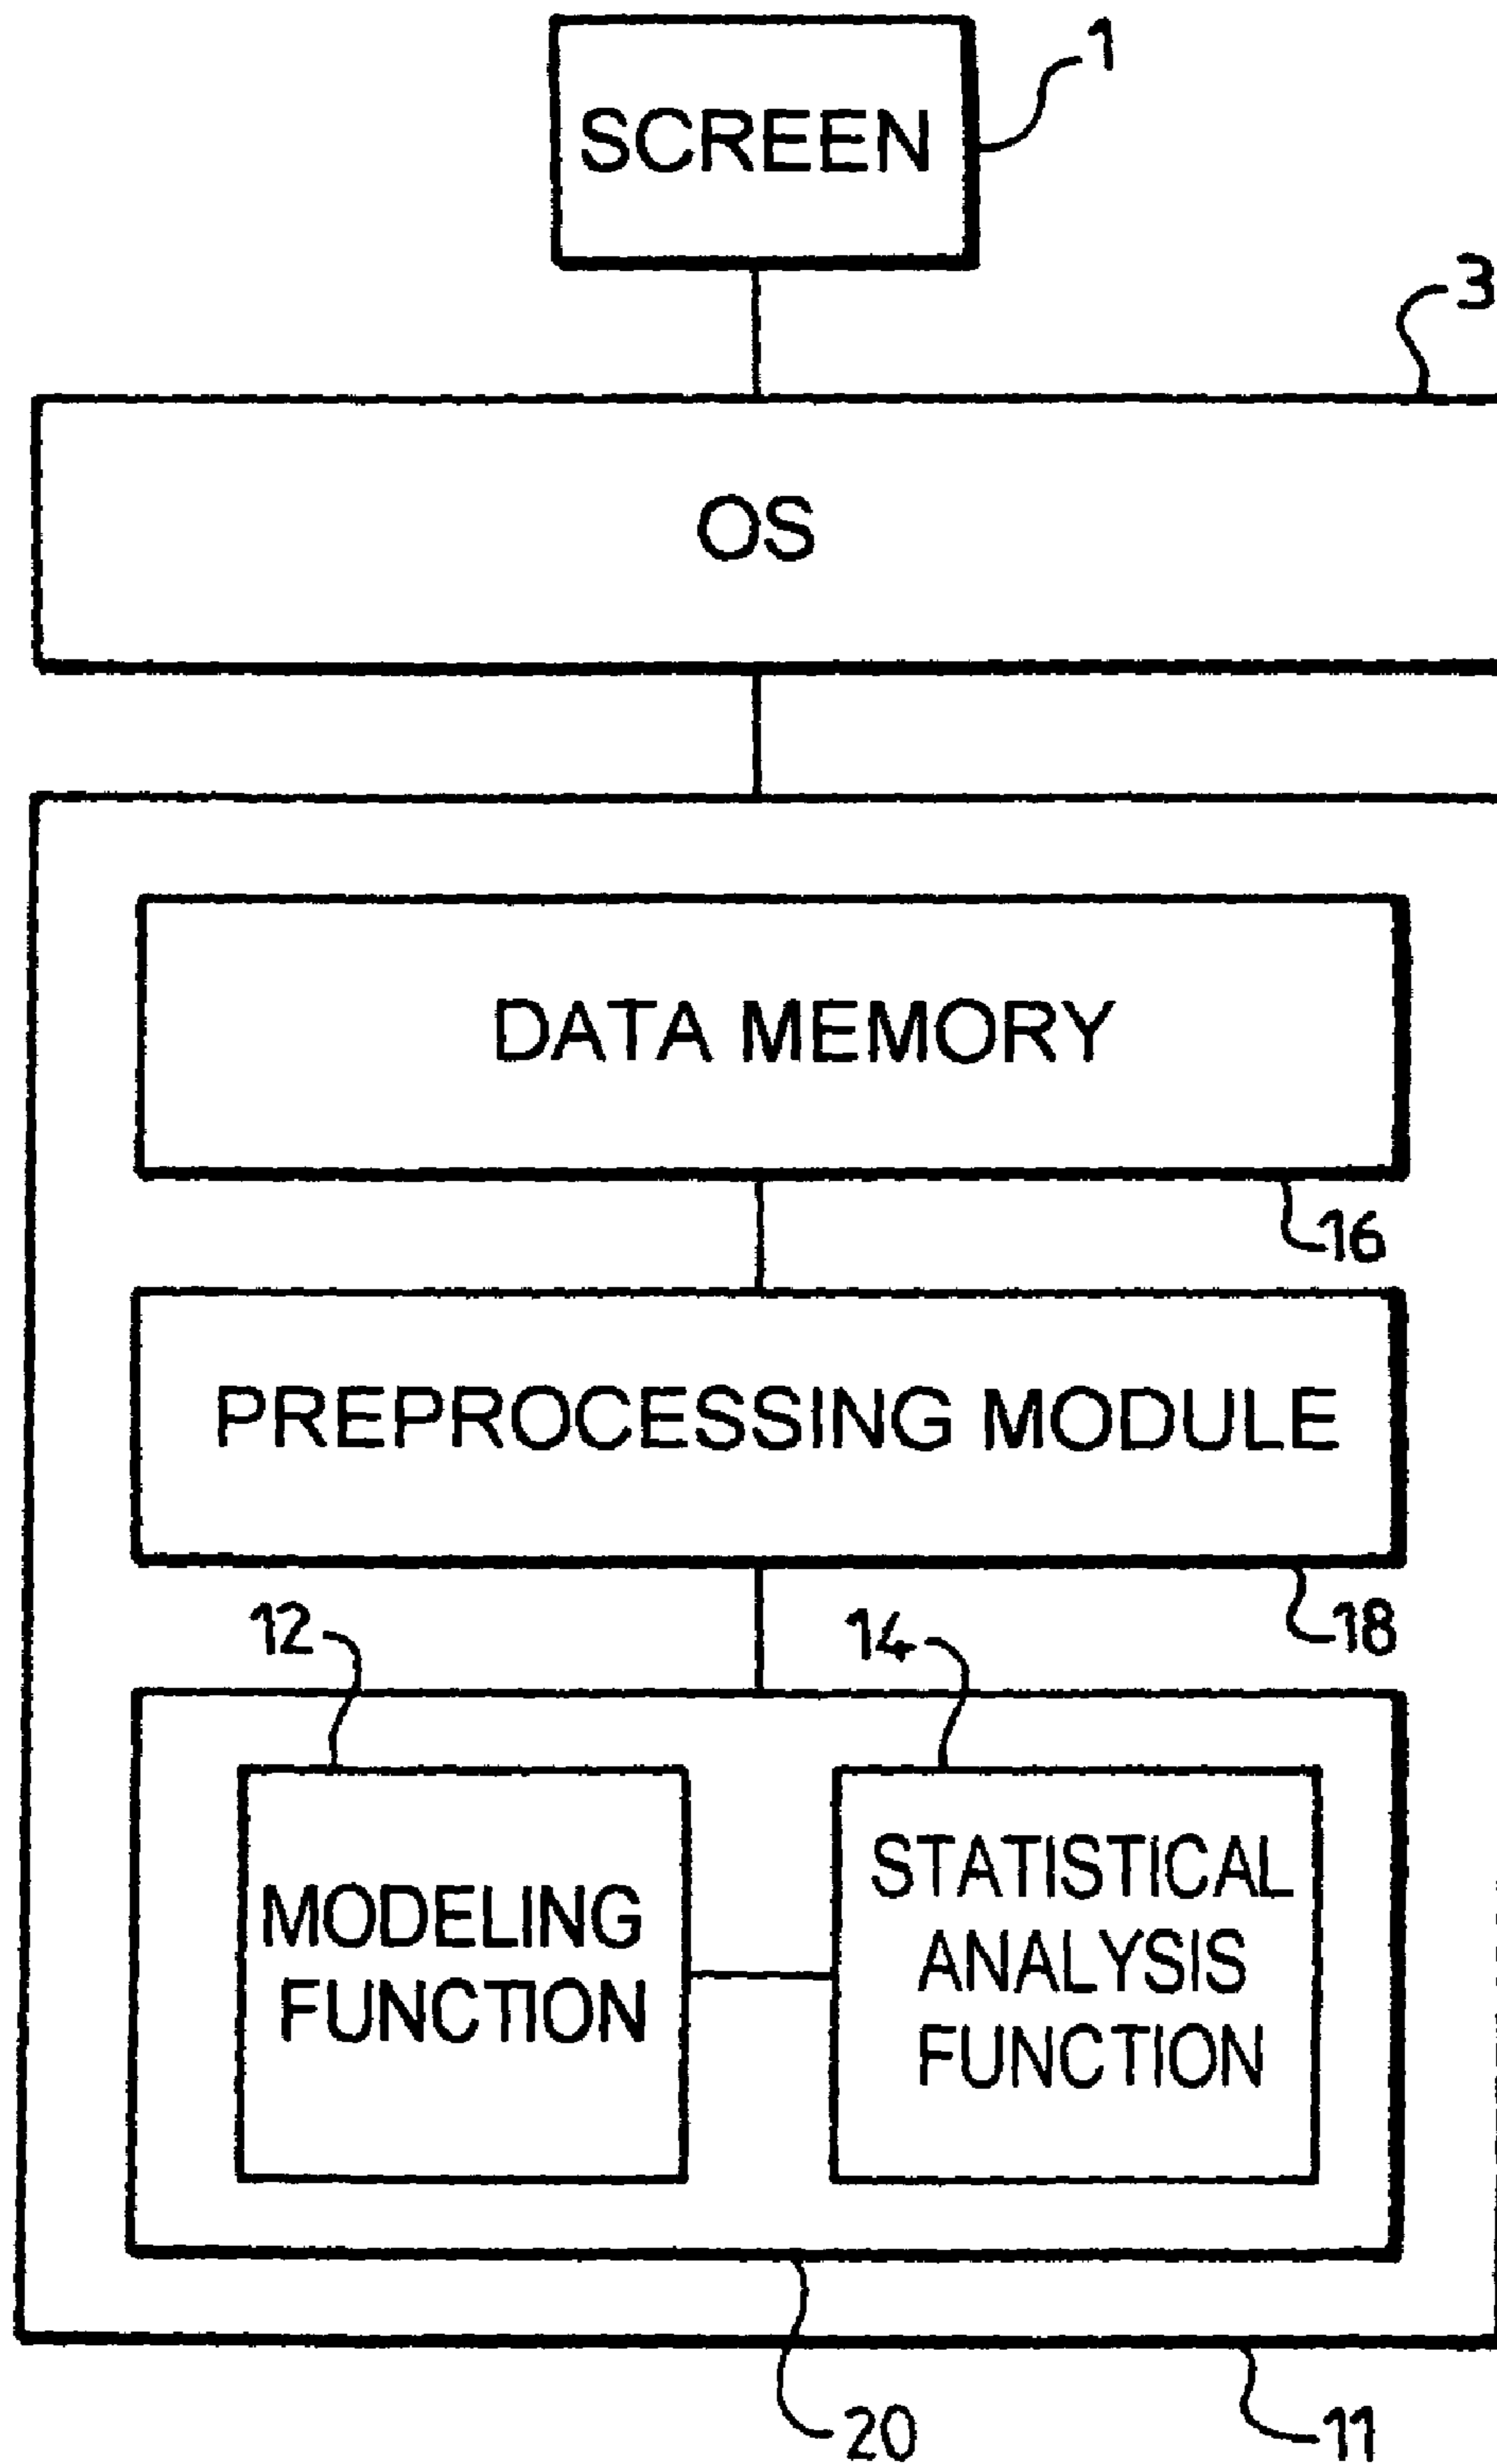 1
SCREEN
3
OS
DATA MEMORY
16
PREPROCESSING MODULE
18
12
14
MODELING
FUNCTION
STATISTICAL
ANALYSIS
FUNCTION
20
11